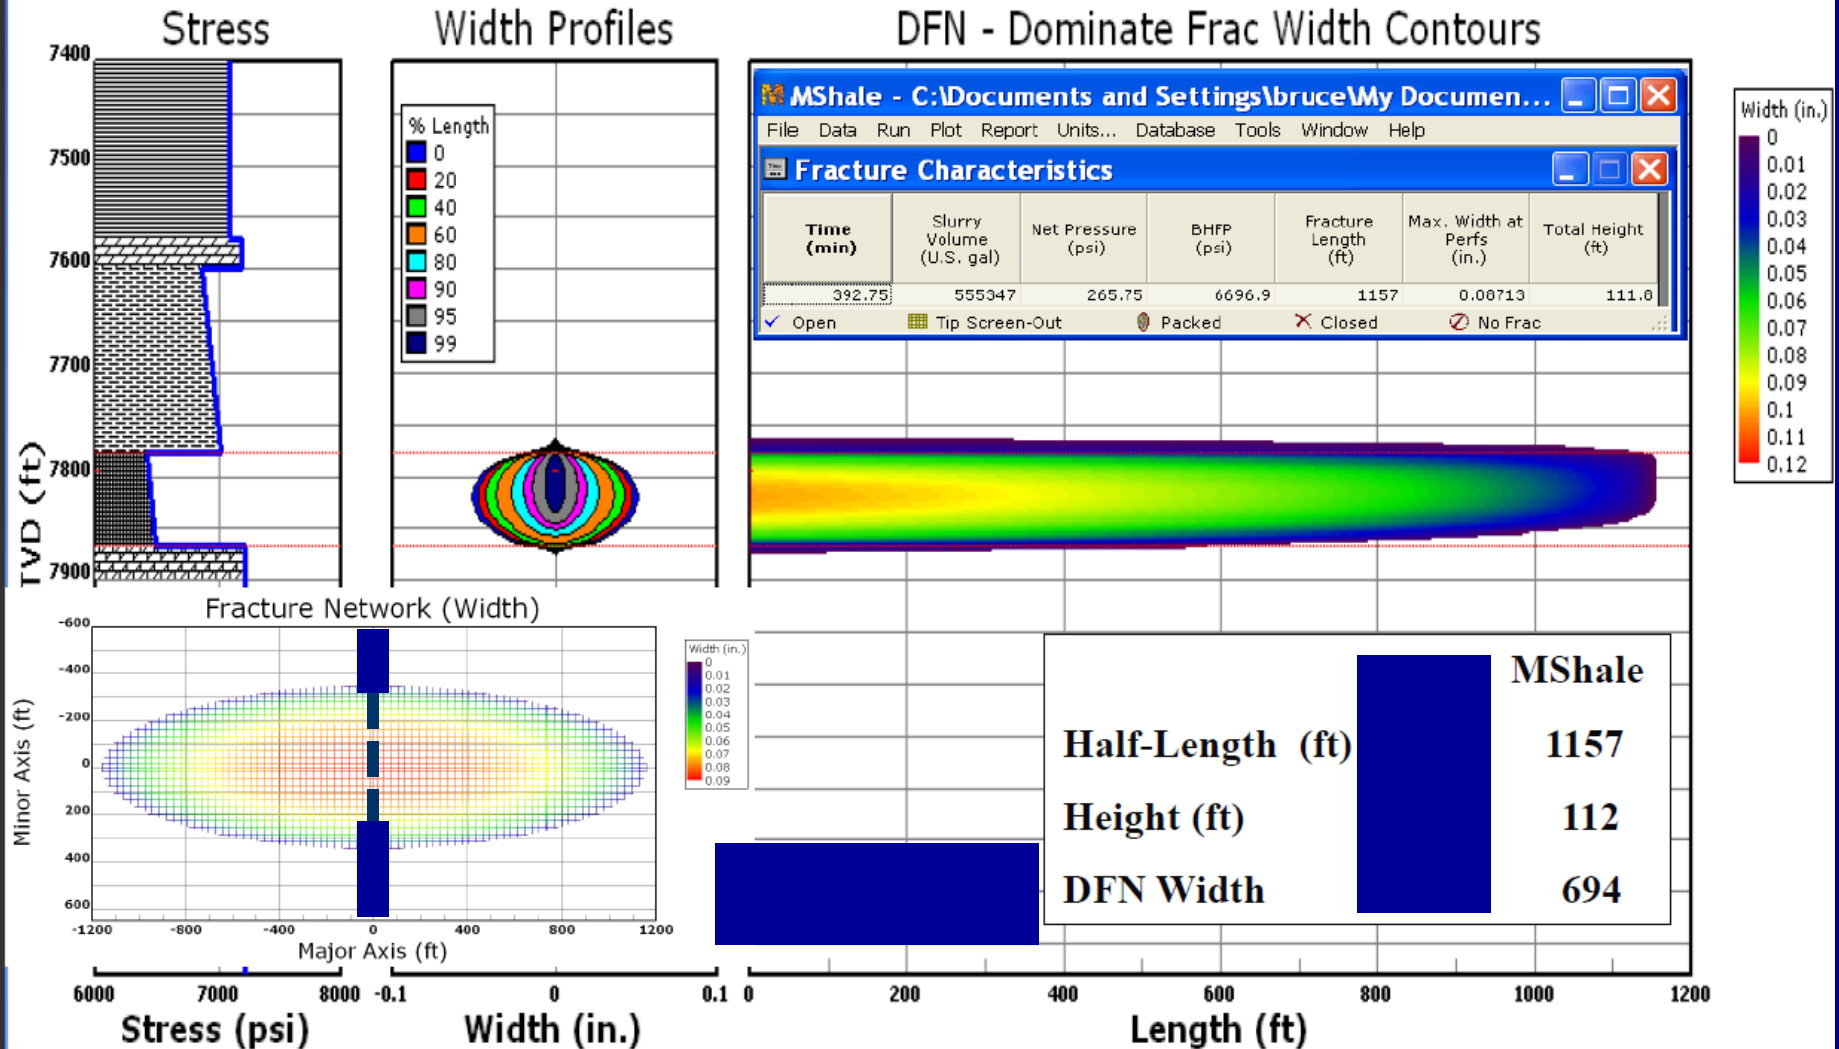 Stress
Width Profiles
DFN - Dominate Frac Width Contours
7400
7500
7600
7700
7800
7900
TVD (ft)
% Length
0
20
40
60
80
90
95
99
MShale - C:\Documents and Settings\bruce\My Documen...
File Data Run Plot Report Units... Database Tools Window Help
Fracture Characteristics
Time (min)
Slurry Volume (U.S. gal)
Net Pressure (psi)
BHFP (psi)
Fracture Length (ft)
Max. Width at Perfs (in.)
Total Height (ft)
392.75 555347 265.75 6696.9 1157 0.08713 111.8
Open Tip Screen-Out Packed Closed No Frac
Width (in.)
0
0.01
0.02
0.03
0.04
0.05
0.06
0.07
0.08
0.09
0.1
0.11
0.12
Fracture Network (Width)
-600
-400
-200
0
200
400
600
Minor Axis (ft)
-1200 -800 -400 0 400 800 1200
Major Axis (ft)
Width (in.)
0
0.01
0.02
0.03
0.04
0.05
0.06
0.07
0.08
0.09
MShale
Half-Length (ft) 1157
Height (ft) 112
DFN Width 694
6000 7000 8000 -0.1 0 0.1 0 200 400 600 800 1000 1200
Stress (psi) Width (in.) Length (ft)